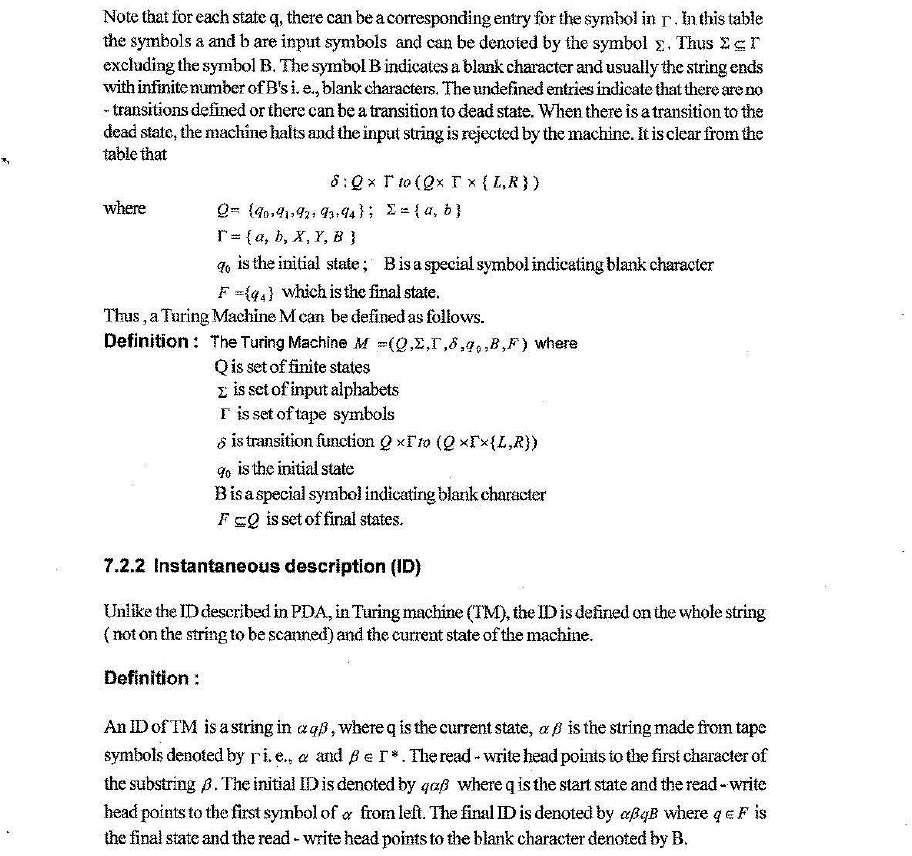 Note that for each state q, there can be a corresponding entry for the symbol in Γ. In this table
the symbols a and b are input symbols and can be denoted by the symbol Σ. Thus Σ ⊆ Γ
excluding the symbol B. The symbol B indicates a blank character and usually the string ends
with infinite number of B's i. e., blank characters. The undefined entries indicate that there are no
- transitions defined or there can be a transition to dead state. When there is a transition to the
dead state, the machine halts and the input string is rejected by the machine. It is clear from the
table that
δ : Q × Γ to (Q × Γ × { L, R })
where Q= {q₀, q₁, q₂, q₃, q₄} ; Σ = { a, b }
Γ = { a, b, X, Y, B }
q₀ is the initial state ; B is a special symbol indicating blank character
F = {q₄} which is the final state.
Thus , a Turing Machine M can be defined as follows.
Definition : The Turing Machine M =(Q,Σ,Γ,δ,q₀,B,F) where
Q is set of finite states
Σ is set of input alphabets
Γ is set of tape symbols
δ is transition function Q ×Γ to (Q ×Γ×{L,R})
q₀ is the initial state
B is a special symbol indicating blank character
F ⊆Q is set of final states.
7.2.2 Instantaneous description (ID)
Unlike the ID described in PDA, in Turing machine (TM), the ID is defined on the whole string
( not on the string to be scanned) and the current state of the machine.
Definition :
An ID of TM is a string in αqβ , where q is the current state, α β is the string made from tape
symbols denoted by Γ i. e., α and β ∈ Γ* . The read - write head points to the first character of
the substring β . The initial ID is denoted by qαβ where q is the start state and the read - write
head points to the first symbol of α from left. The final ID is denoted by αβqB where q ∈ F is
the final state and the read - write head points to the blank character denoted by B.